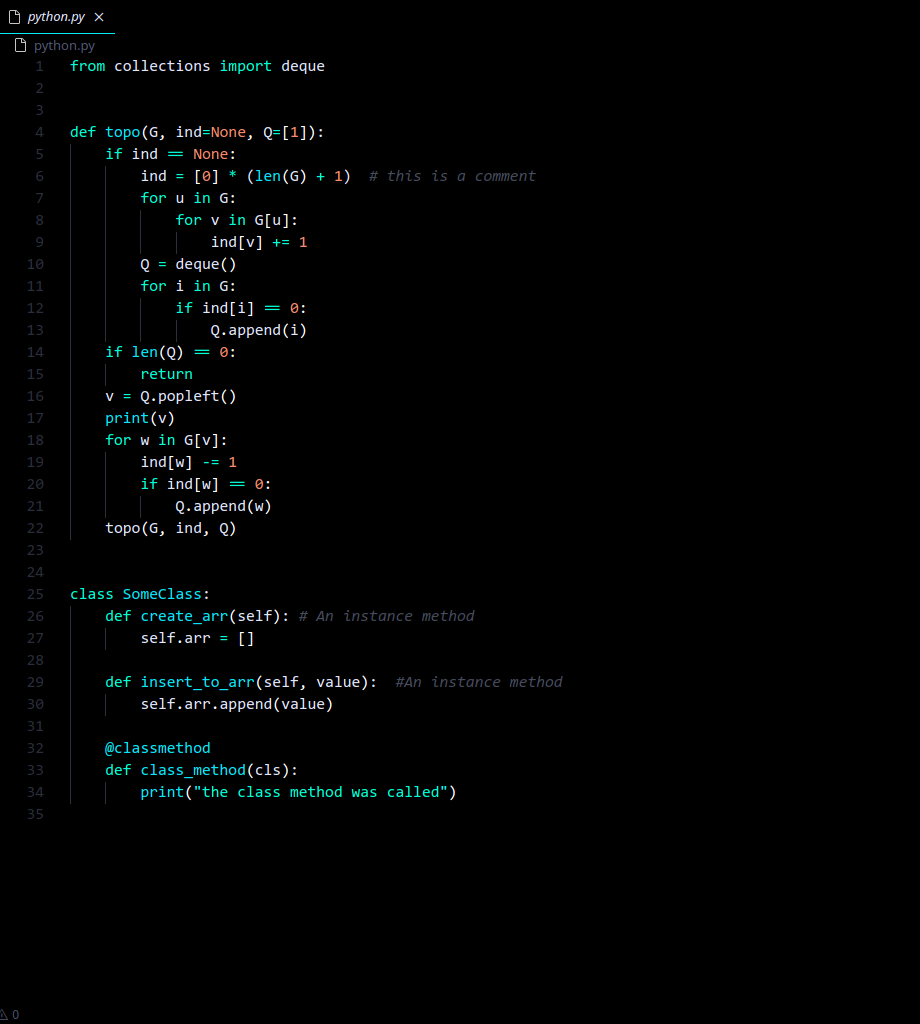 python.py ×
python.py
1 from collections import deque
2
3
4 def topo(G, ind=None, Q=[1]):
5     if ind == None:
6         ind = [0] * (len(G) + 1)  # this is a comment
7         for u in G:
8             for v in G[u]:
9                 ind[v] += 1
10         Q = deque()
11         for i in G:
12             if ind[i] == 0:
13                 Q.append(i)
14     if len(Q) == 0:
15         return
16     v = Q.popleft()
17     print(v)
18     for w in G[v]:
19         ind[w] -= 1
20         if ind[w] == 0:
21             Q.append(w)
22     topo(G, ind, Q)
23
24
25 class SomeClass:
26     def create_arr(self): # An instance method
27         self.arr = []
28
29     def insert_to_arr(self, value):  #An instance method
30         self.arr.append(value)
31
32     @classmethod
33     def class_method(cls):
34         print("the class method was called")
35
0